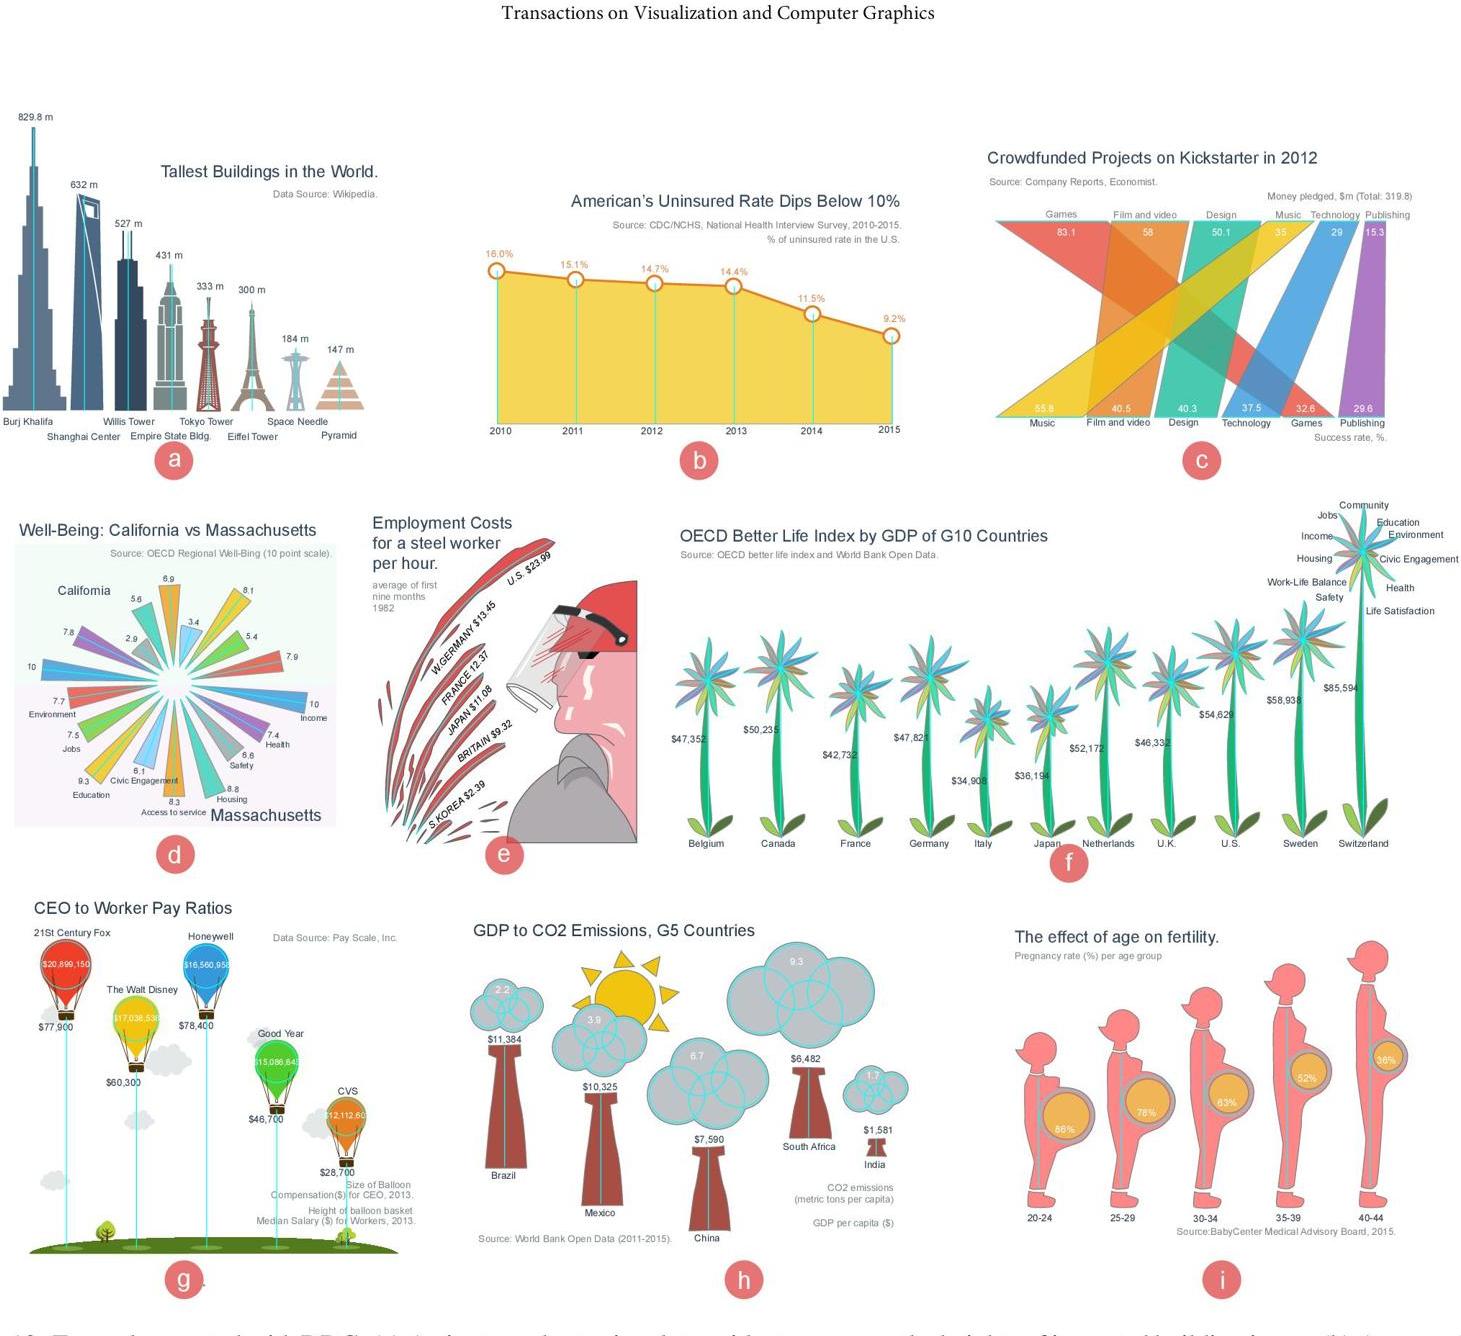 Transactions on Visualization and Computer Graphics
829.8 m
632 m
527 m
431 m
333 m
300 m
184 m
147 m
Tallest Buildings in the World.
Data Source: Wikipedia.
Burj Khalifa
Willis Tower
Tokyo Tower
Space Needle
Shanghai Center
Empire State Bldg.
Eiffel Tower
Pyramid
a
American's Uninsured Rate Dips Below 10%
Source: CDC/NCHS, National Health Interview Survey, 2010-2015.
% of uninsured rate in the U.S.
16.0%
15.1%
14.7%
14.4%
11.5%
9.2%
2010
2011
2012
2013
2014
2015
b
Crowdfunded Projects on Kickstarter in 2012
Source: Company Reports, Economist.
Money pledged, $m (Total: 319.8)
Games
Film and video
Design
Music
Technology
Publishing
83.1
58
50.1
35
29
15.3
55.8
40.5
40.3
37.5
32.6
29.6
Music
Film and video
Design
Technology
Games
Publishing
Success rate, %.
c
Well-Being: California vs Massachusetts
Source: OECD Regional Well-Bing (10 point scale).
California
6.9
5.6
8.1
3.4
7.8
2.9
5.4
7.9
10
7.7
10
Environment
Income
7.5
7.4
Jobs
Health
6.6
Safety
9.3
6.1
Civic Engagement
Education
8.8
8.3
Housing
Access to service
Massachusetts
d
Employment Costs
for a steel worker
per hour.
average of first
nine months
1982
U.S. $23.99
W.GERMANY $13.45
FRANCE 12.37
JAPAN $11.08
BRITAIN $9.32
S.KOREA $2.39
e
OECD Better Life Index by GDP of G10 Countries
Source: OECD better life index and World Bank Open Data.
Community
Jobs
Education
Income
Environment
Housing
Civic Engagement
Work-Life Balance
Health
Safety
Life Satisfaction
$47,352
$50,235
$42,732
$47,821
$34,908
$36,194
$52,172
$46,332
$54,629
$58,938
$85,594
Belgium
Canada
France
Germany
Italy
Japan
Netherlands
U.K.
U.S.
Sweden
Switzerland
f
CEO to Worker Pay Ratios
Data Source: Pay Scale, Inc.
21St Century Fox
$20,899,150
$77,900
The Walt Disney
$60,300
Honeywell
$78,400
Good Year
$46,700
CVS
$28,700
Size of Balloon
Compensation($) for CEO, 2013.
Height of balloon basket
Median Salary ($) for Workers, 2013.
g
GDP to CO2 Emissions, G5 Countries
2.2
$11,384
Brazil
3.9
$10,325
Mexico
6.7
$7,590
China
9.3
$6,482
South Africa
1.7
$1,581
India
CO2 emissions
(metric tons per capita)
GDP per capita ($)
Source: World Bank Open Data (2011-2015).
h
The effect of age on fertility.
Pregnancy rate (%) per age group
86%
78%
63%
52%
36%
20-24
25-29
30-34
35-39
40-44
Source:BabyCenter Medical Advisory Board, 2015.
i